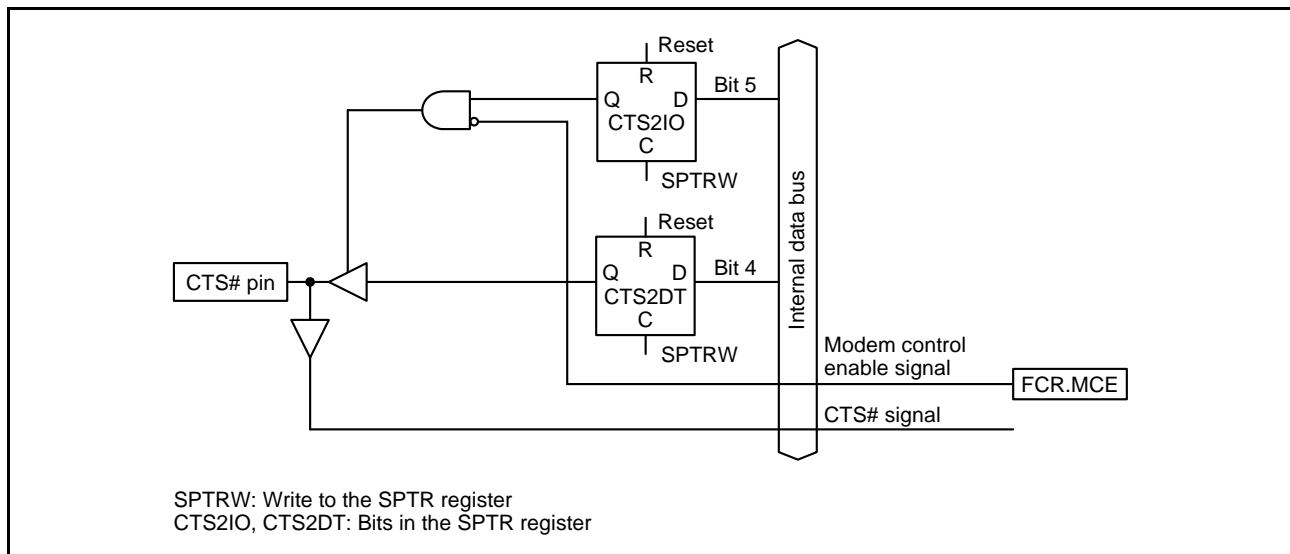 Reset
R
Q
D
Bit 5
CTS2IO
C
SPTRW
Reset
R
Q
D
Bit 4
CTS2DT
C
SPTRW
CTS# pin
Internal data bus
Modem control
enable signal
FCR.MCE
CTS# signal
SPTRW: Write to the SPTR register
CTS2IO, CTS2DT: Bits in the SPTR register